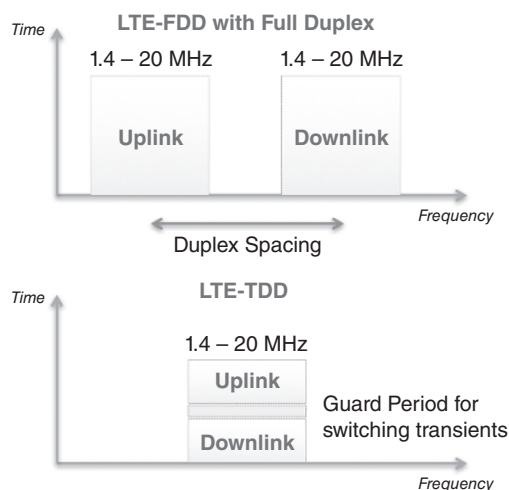 LTE-FDD with Full Duplex
Time
1.4 – 20 MHz
1.4 – 20 MHz
Uplink
Downlink
Frequency
Duplex Spacing
LTE-TDD
Time
1.4 – 20 MHz
Uplink
Guard Period for
switching transients
Downlink
Frequency